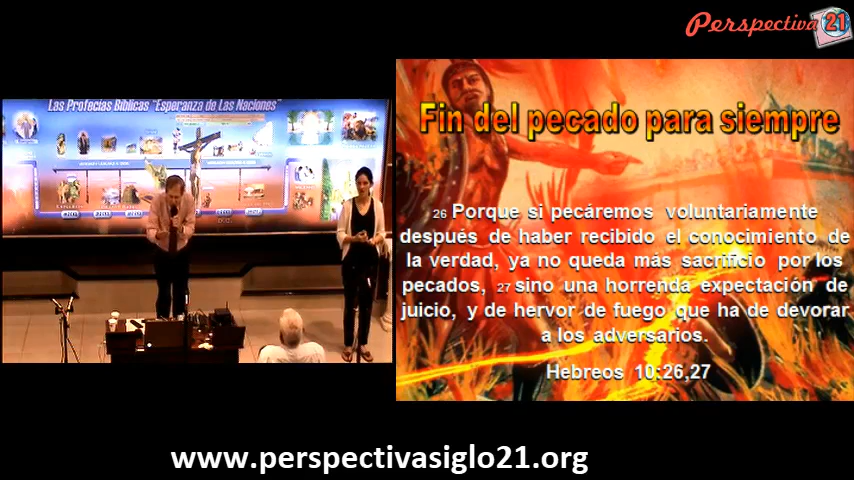 Perspectiva 21
Las Profecías Bíblicas "Esperanza de Las Naciones"
Fin del pecado para siempre
26 Porque si pecáremos voluntariamente
después de haber recibido el conocimiento de
la verdad, ya no queda más sacrificio por los
pecados, 27 sino una horrenda expectación de
juicio, y de hervor de fuego que ha de devorar
a los adversarios.
Hebreos 10:26,27
www.perspectivasiglo21.org